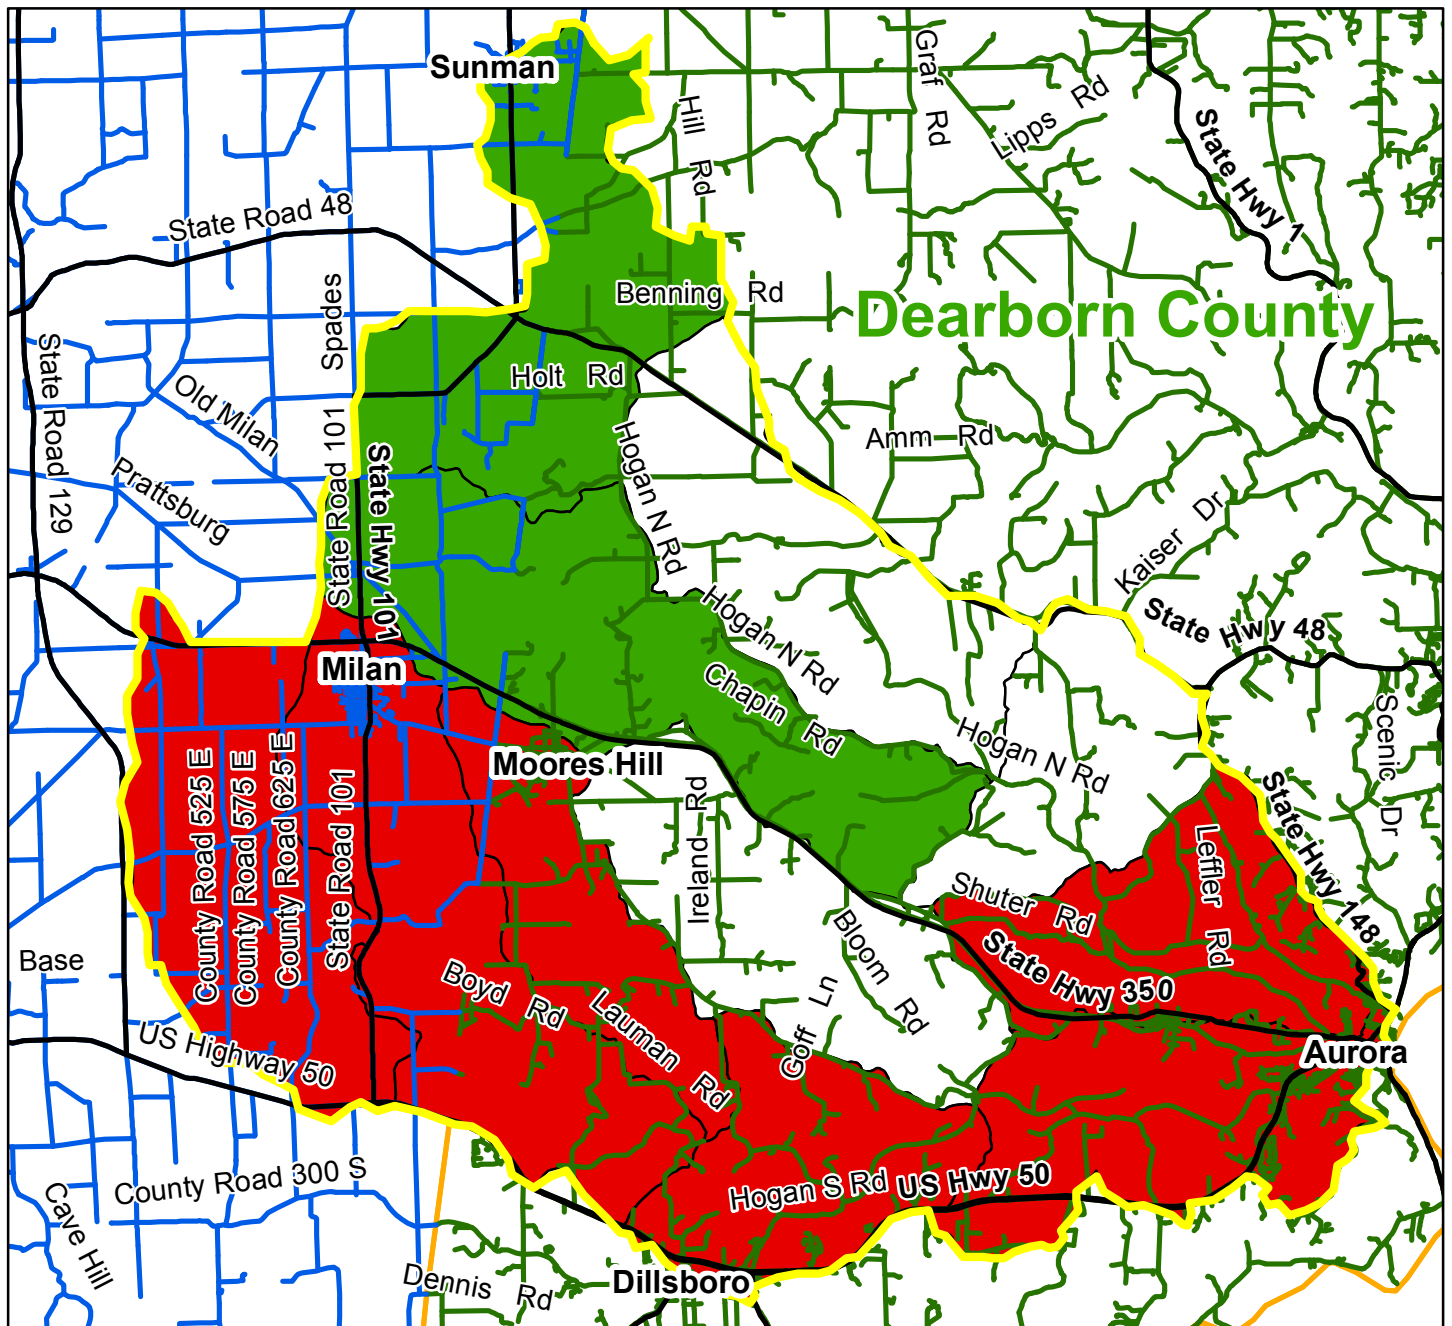 Sunman
Graf Rd
Hill Rd
Lipps Rd
State Hwy 1
State Road 48
Spades
Benning Rd
Dearborn County
State Road 129
Old Milan
Holt Rd
Prattsburg
State Road 101
State Hwy 101
Hogan N Rd
Amm Rd
Kaiser Dr
Hogan N Rd
State Hwy 48
Milan
Chapin Rd
Hogan N Rd
Scenic Dr
Moores Hill
County Road 525 E
County Road 575 E
County Road 625 E
State Road 101
Ireland Rd
Leffler Rd
State Hwy 148
Shuter Rd
Base
Boyd Rd
Lauman Rd
Goff Ln
Bloom Rd
State Hwy 350
US Highway 50
Aurora
County Road 300 S
Hogan S Rd
US Hwy 50
Cave Hill
Dennis Rd
Dillsboro